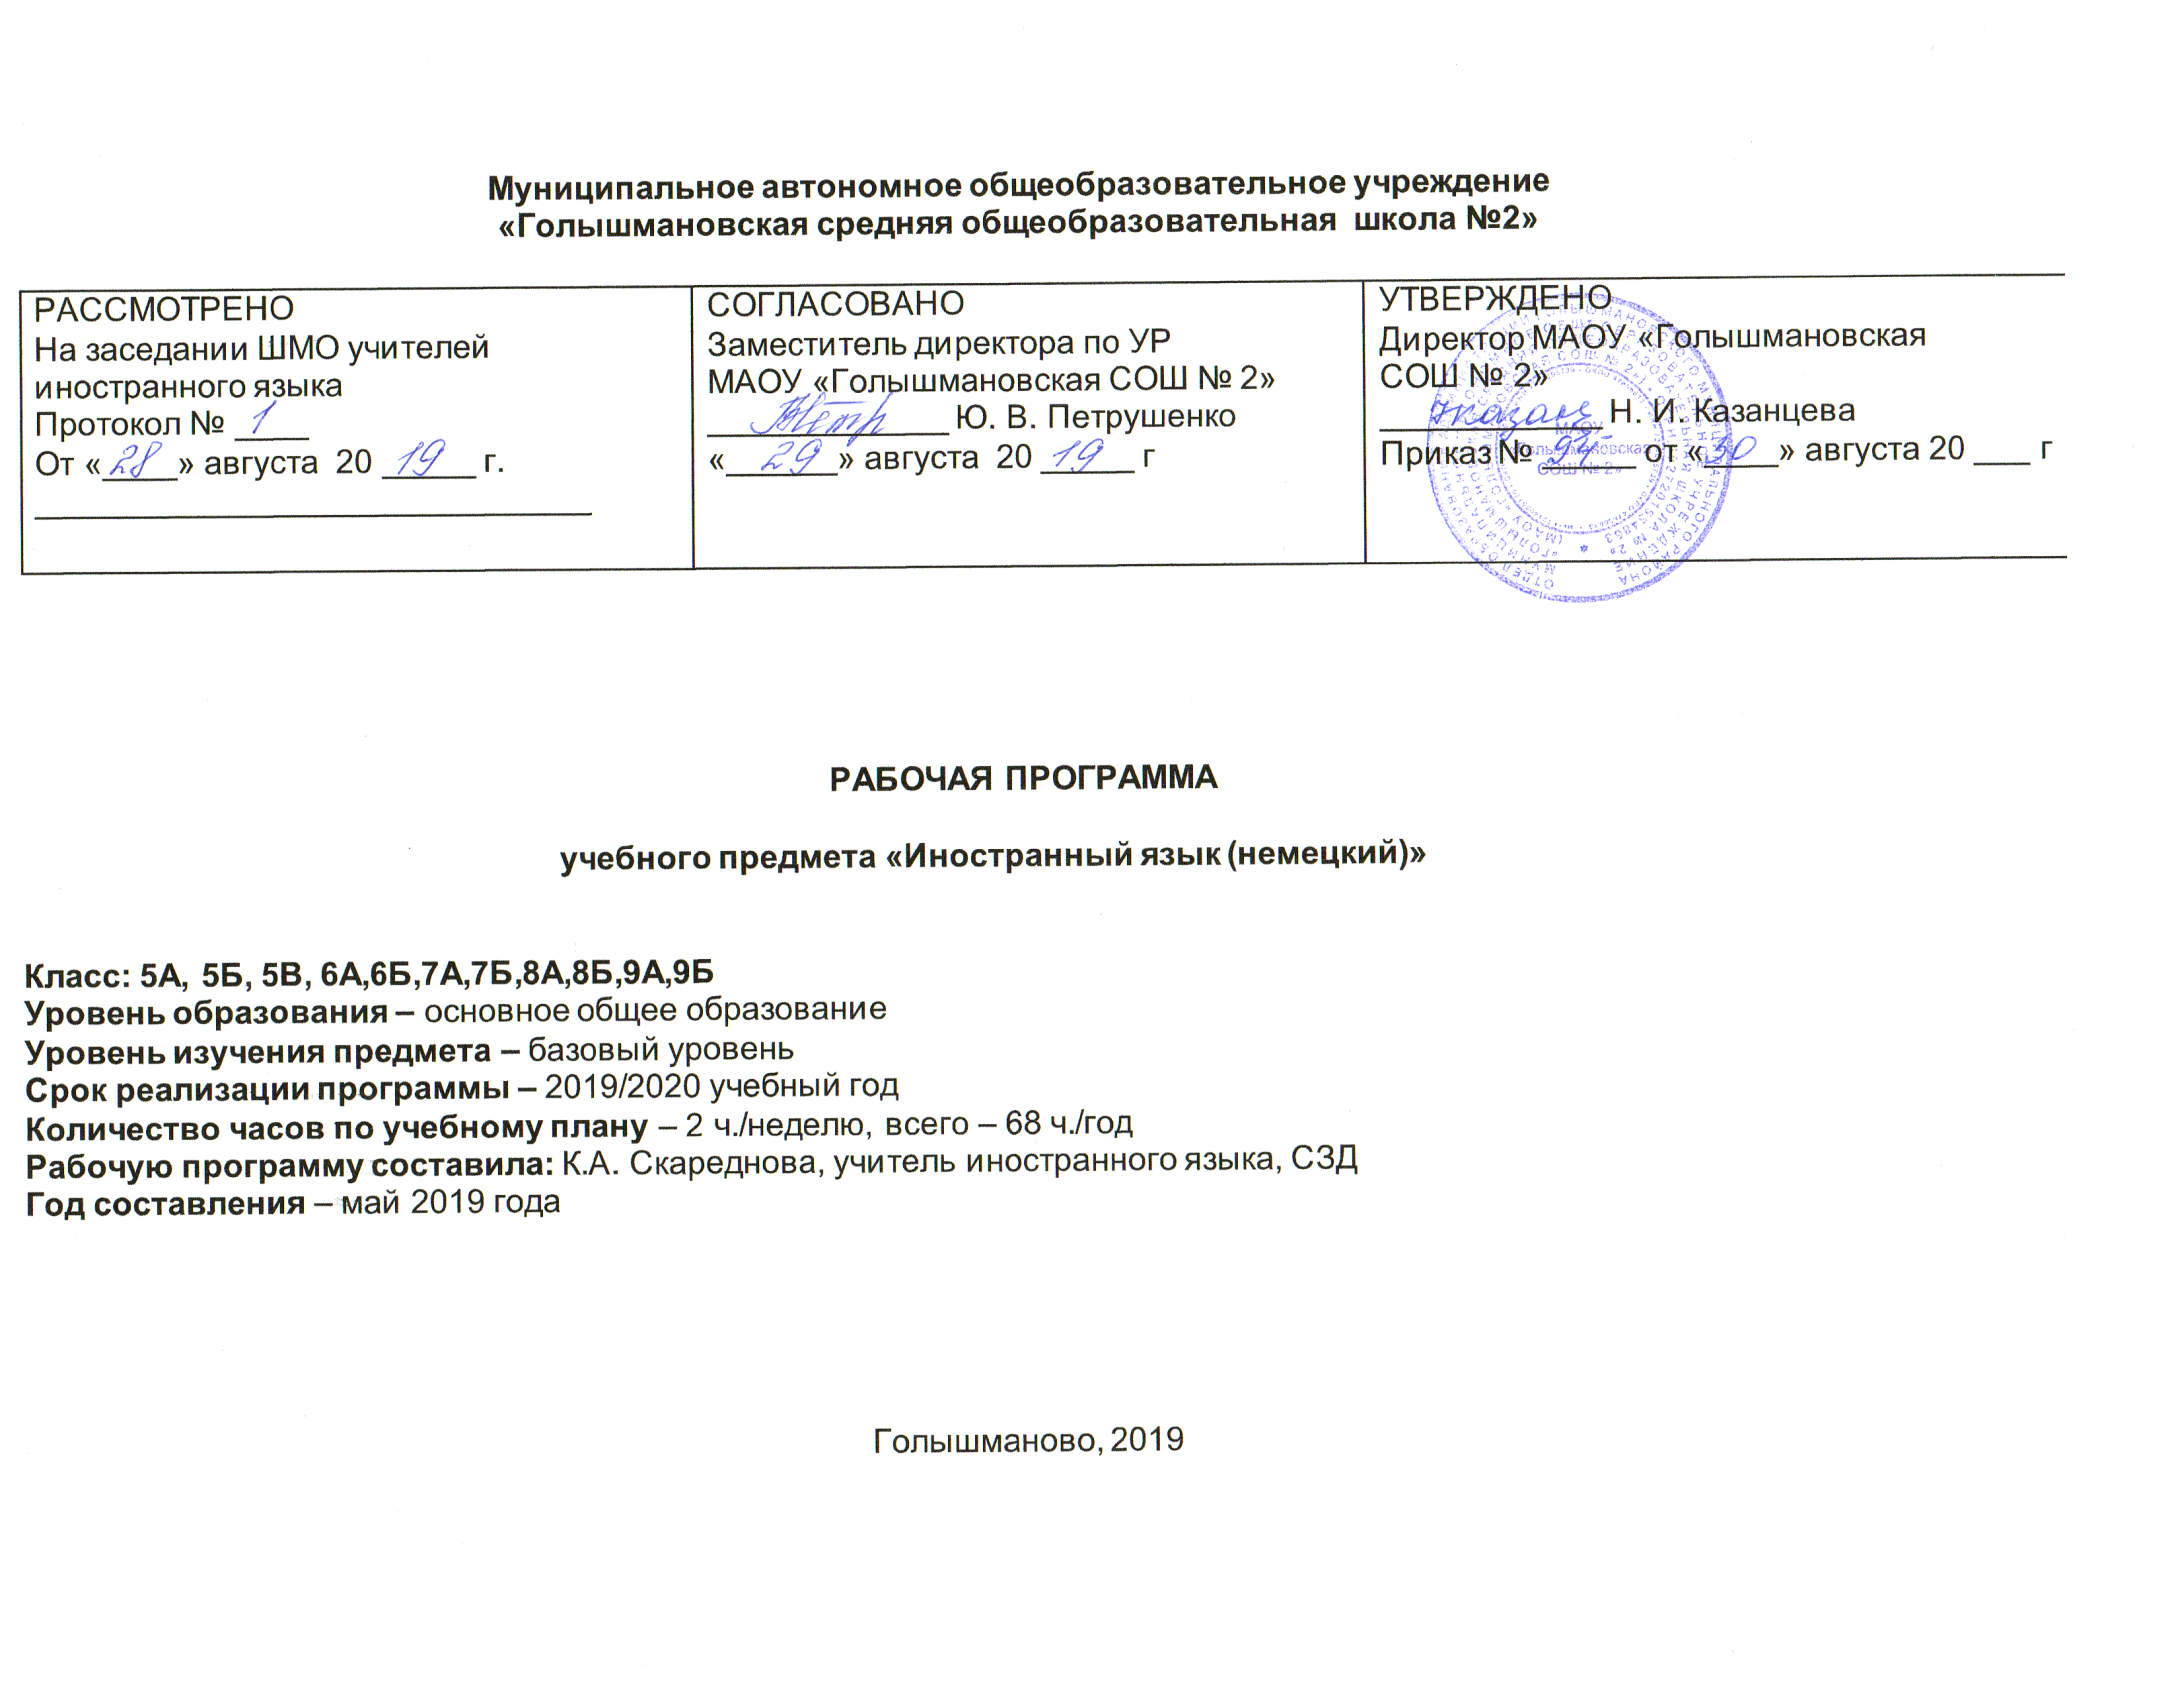 Муниципальное автономное общеобразовательное учреждение
«Голышмановская средняя общеобразовательная школа №2»
РАССМОТРЕНО
На заседании ШМО учителей
иностранного языка
Протокол № 1
От «28» августа 20 19 г.
СОГЛАСОВАНО
Заместитель директора по УР
МАОУ «Голышмановская СОШ № 2»
Ю. В. Петрушенко
«29» августа 20 19 г
УТВЕРЖДЕНО
Директор МАОУ «Голышмановская
СОШ № 2»
Н. И. Казанцева
Приказ № от «30» августа 20 ___ г
МАОУ
Голышмановская
СОШ № 2»
РАБОЧАЯ ПРОГРАММА
учебного предмета «Иностранный язык (немецкий)»
Класс: 5А, 5Б, 5В, 6А,6Б,7А,7Б,8А,8Б,9А,9Б
Уровень образования – основное общее образование
Уровень изучения предмета – базовый уровень
Срок реализации программы – 2019/2020 учебный год
Количество часов по учебному плану – 2 ч./неделю, всего – 68 ч./год
Рабочую программу составила: К.А. Скареднова, учитель иностранного языка, СЗД
Год составления – май 2019 года
Голышманово, 2019